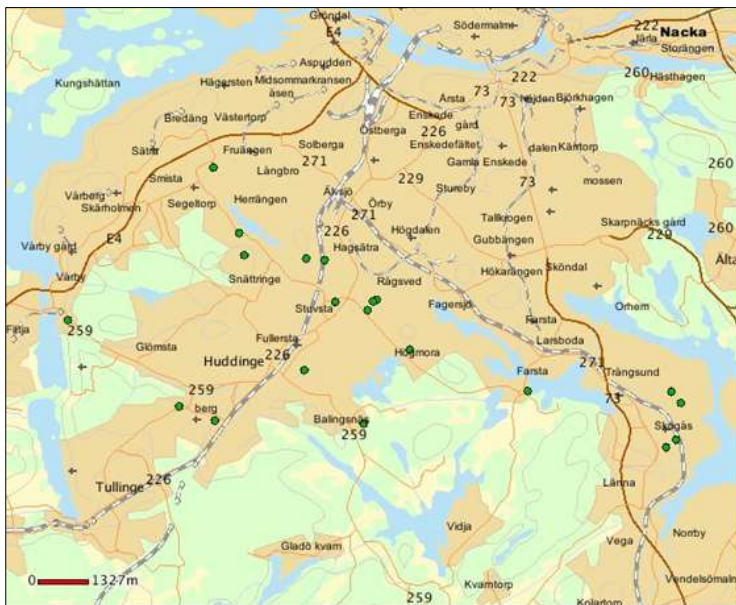 Gröndal
Södermalm
222
Nacka
E4
Järla
Storängen
Kungshättan
Aspudden
Hägersten
Midsommarkransen
åsen
222
260
Hästhagen
Årsta
73
73
Björkhagen
Bredäng
Västertorp
Östberga
Enskede
gård
226
Sätra
Fruängen
Solberga
Enskedefältet
dalen
Kärrtorp
271
Långbro
Gamla Enskede
260
Smista
229
73
mossen
Vårberg
Skärholmen
Segeltorp
Herrängen
Älvsjö
Örby
Stureby
271
Tallkrogen
Skarpnäcks gård
260
E4
226
Högdalen
229
Vårby gård
Hagsätra
Gubbängen
Vårby
Snättringe
Rågsved
Hökarängen
Sköndal
Älta
Stuvsta
Fagersjö
Orhem
259
Farsta
Fullersta
Larsboda
Glömsta
Huddinge
226
Högmora
271
Trångsund
Farsta
259
73
berg
Balingsnäs
Skogås
259
Tullinge
226
Länna
Vidja
Vega
Norrby
Gladö kvarn
0
1327m
Kvarntorp
Vendelsömalm
259
Kolartorp